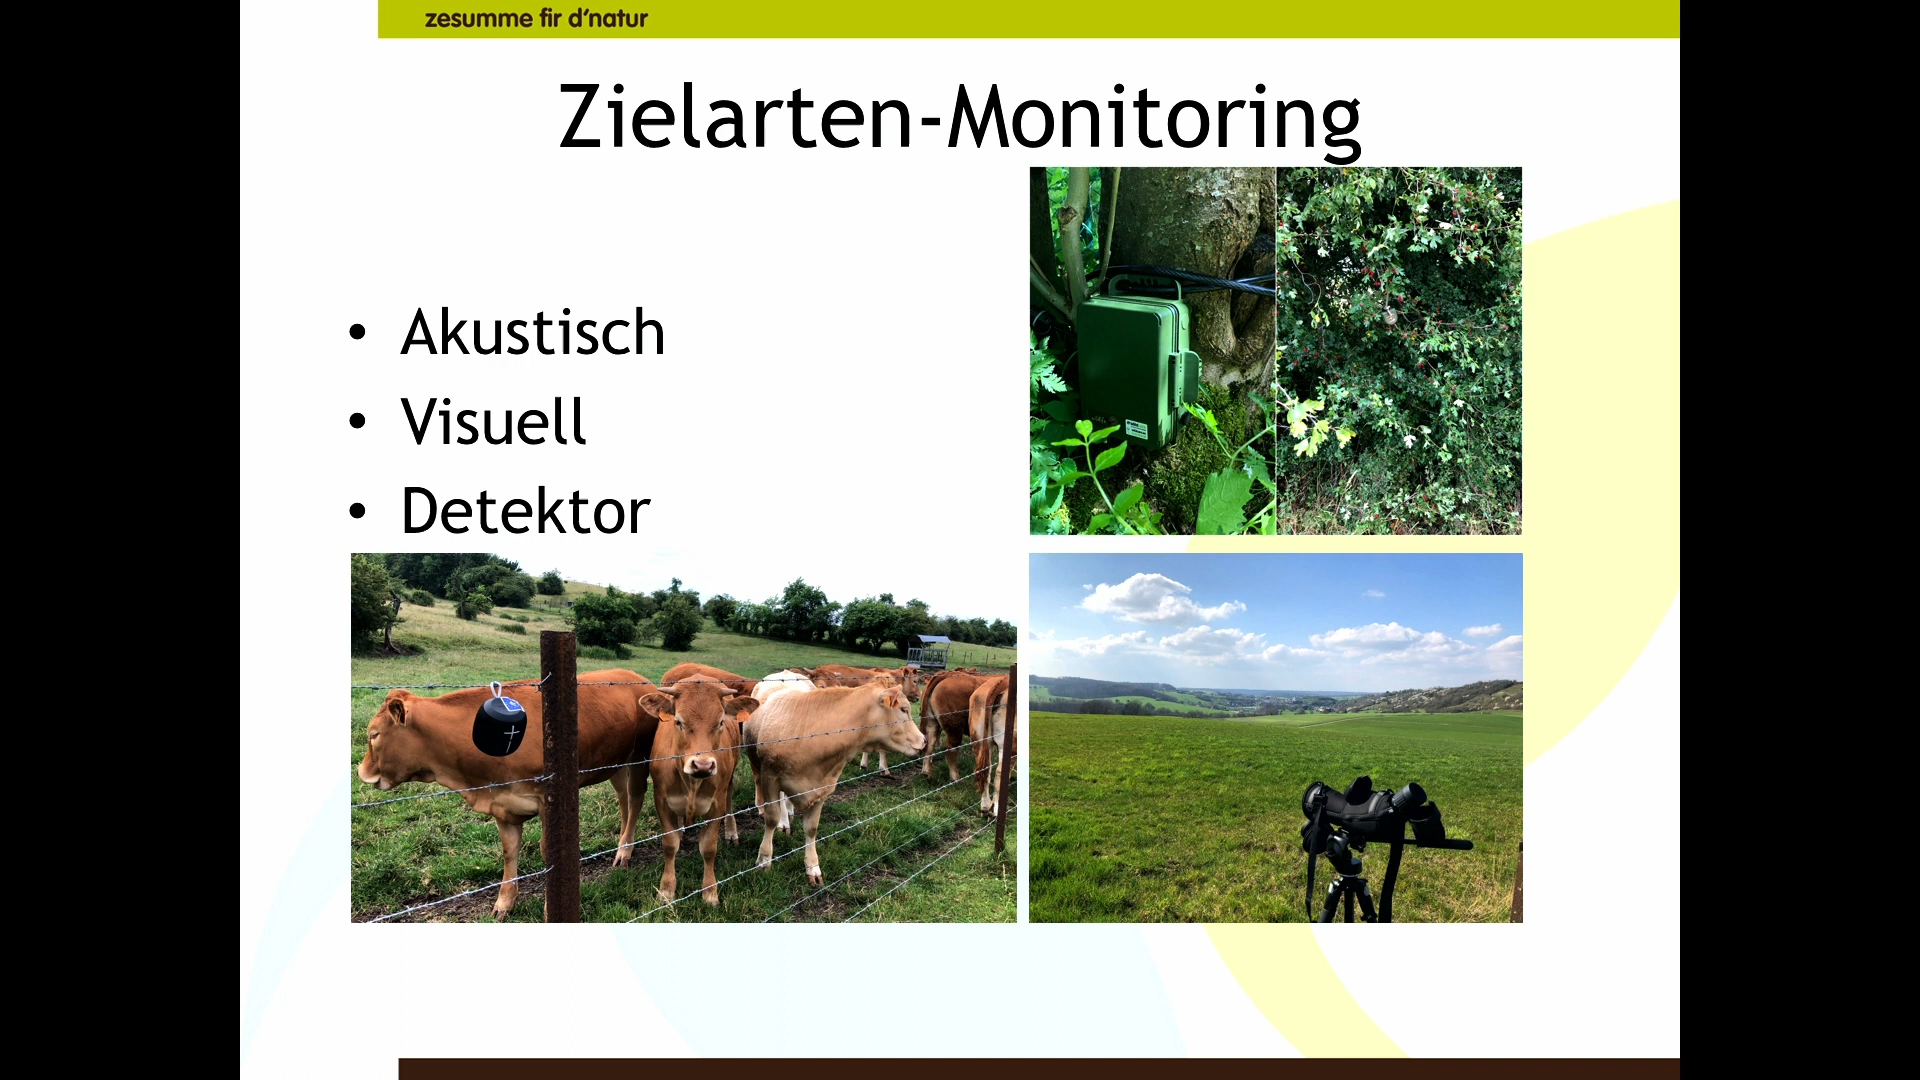 zesumme fir d'natur
Zielarten-Monitoring
• Akustisch
• Visuell
• Detektor